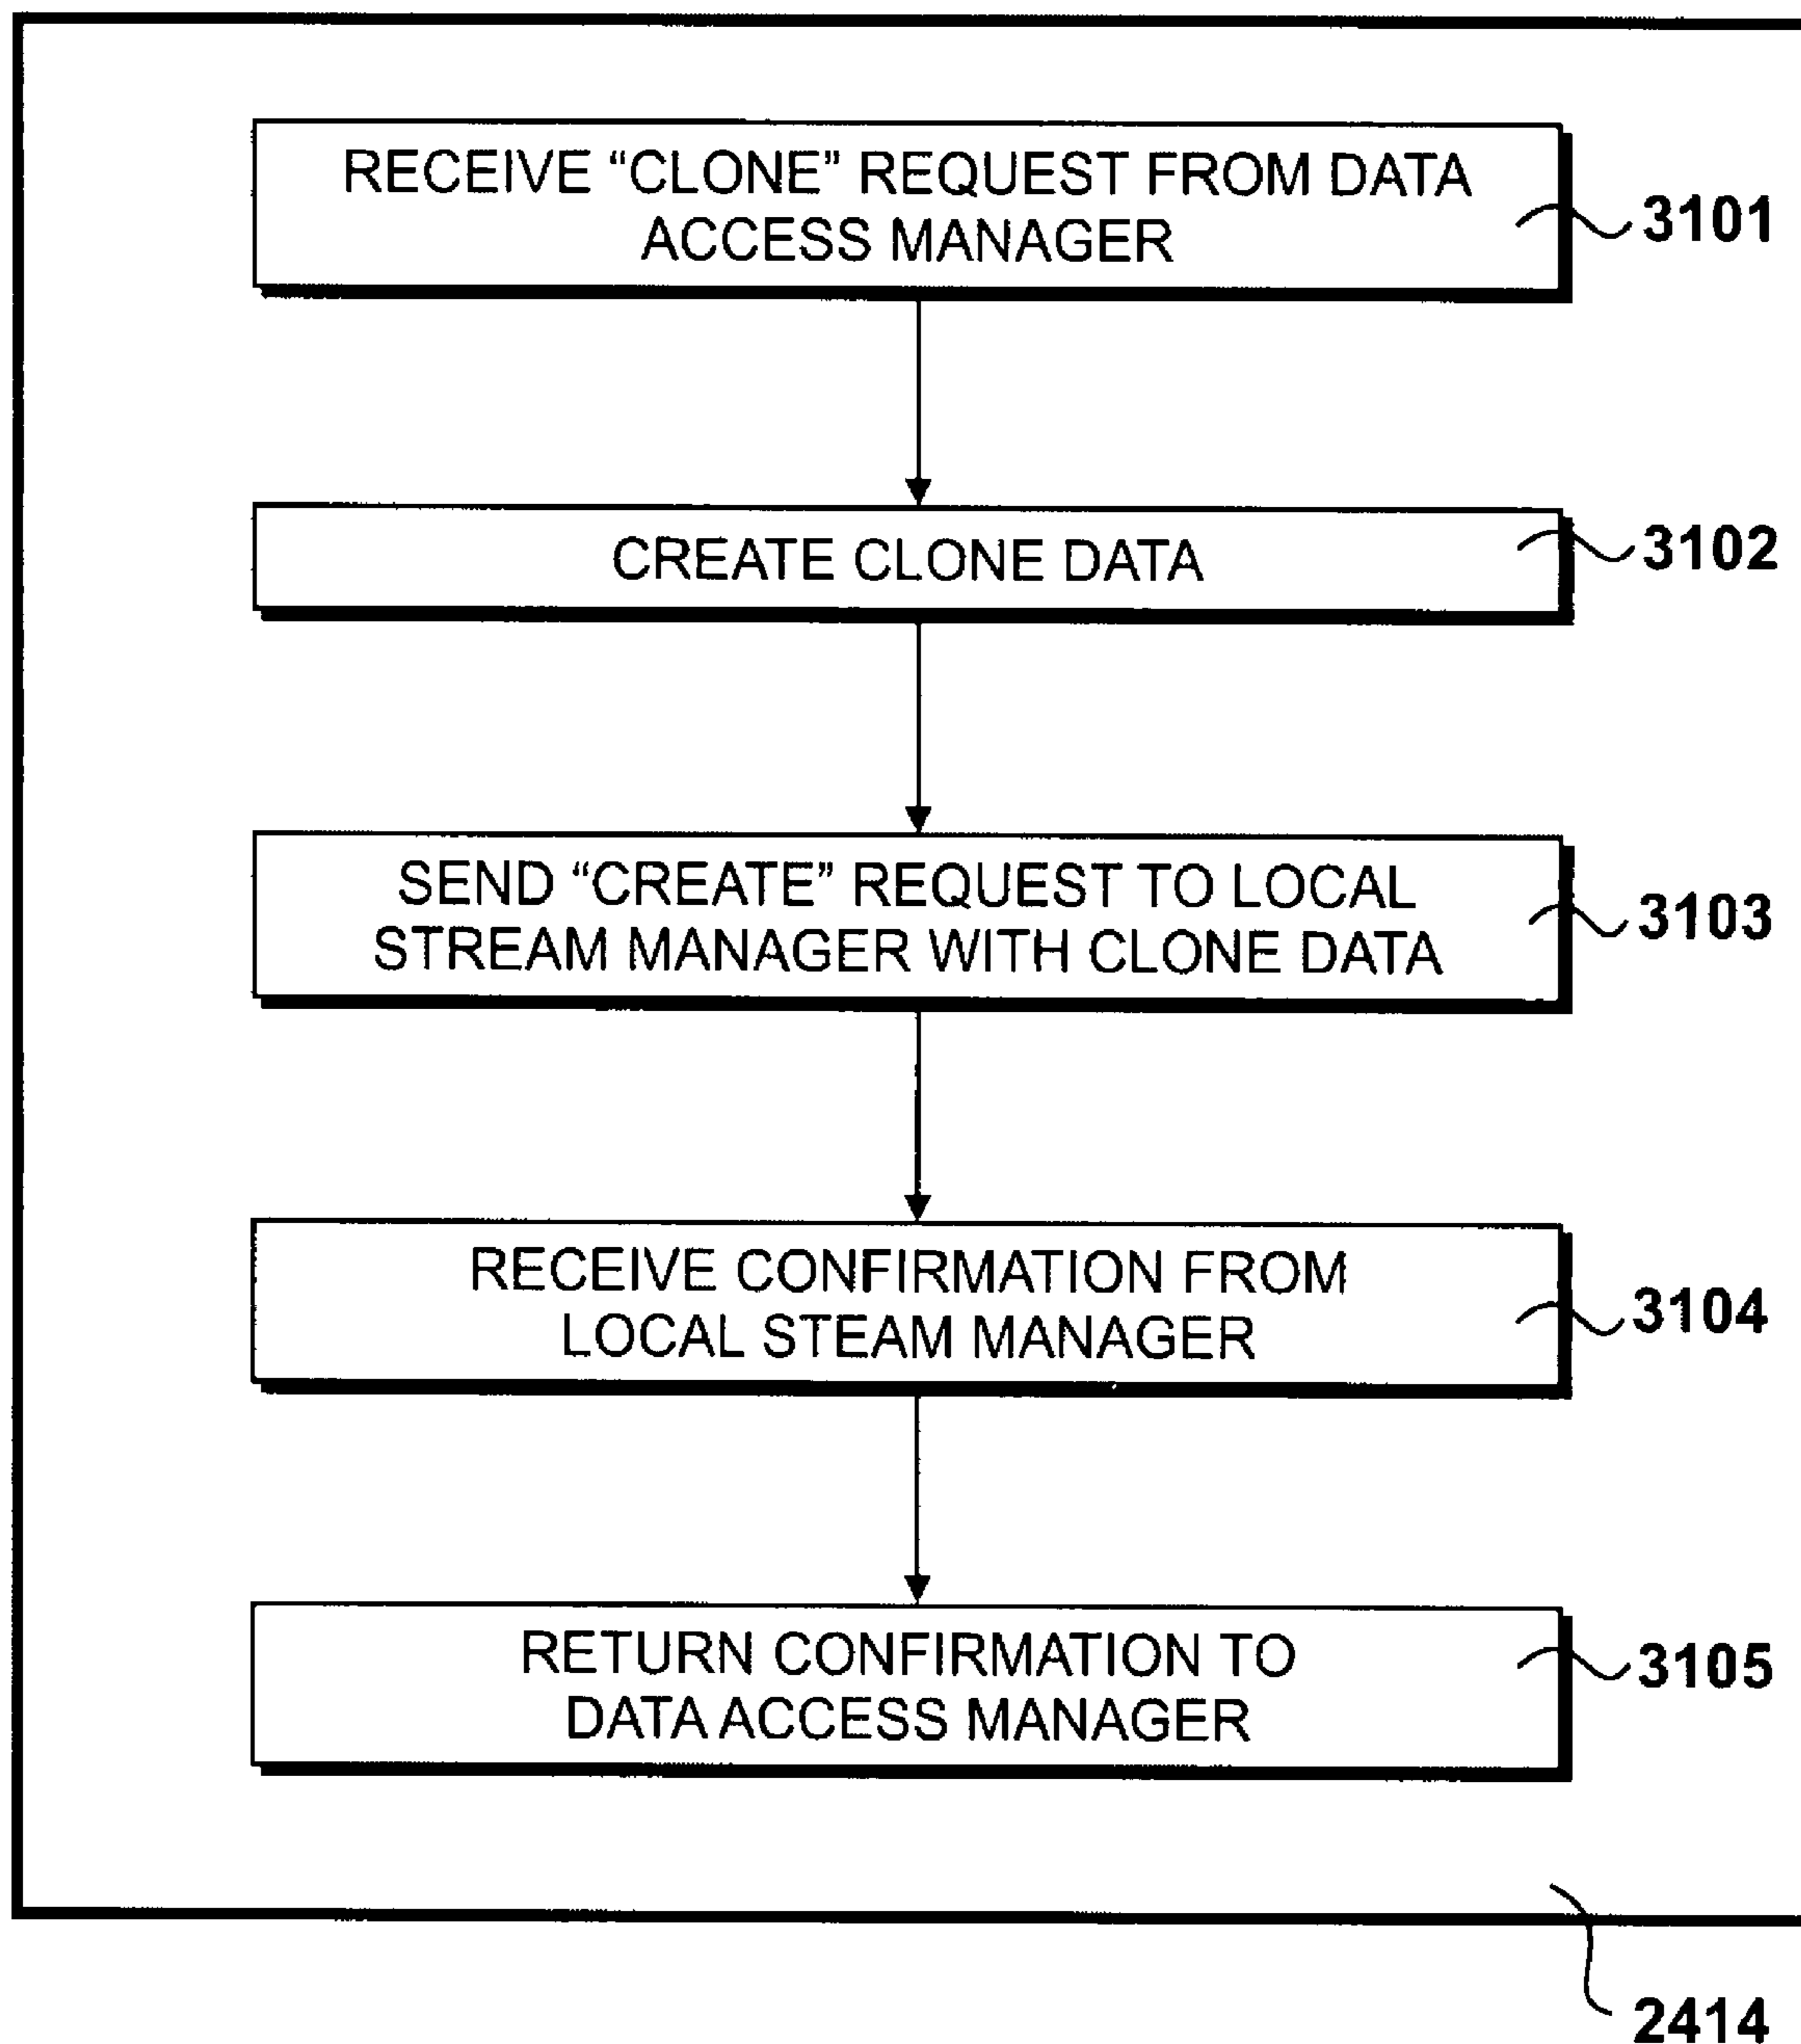 RECEIVE “CLONE” REQUEST FROM DATA
ACCESS MANAGER
3101
CREATE CLONE DATA
3102
SEND “CREATE” REQUEST TO LOCAL
STREAM MANAGER WITH CLONE DATA
3103
RECEIVE CONFIRMATION FROM
LOCAL STEAM MANAGER
3104
RETURN CONFIRMATION TO
DATA ACCESS MANAGER
3105
2414